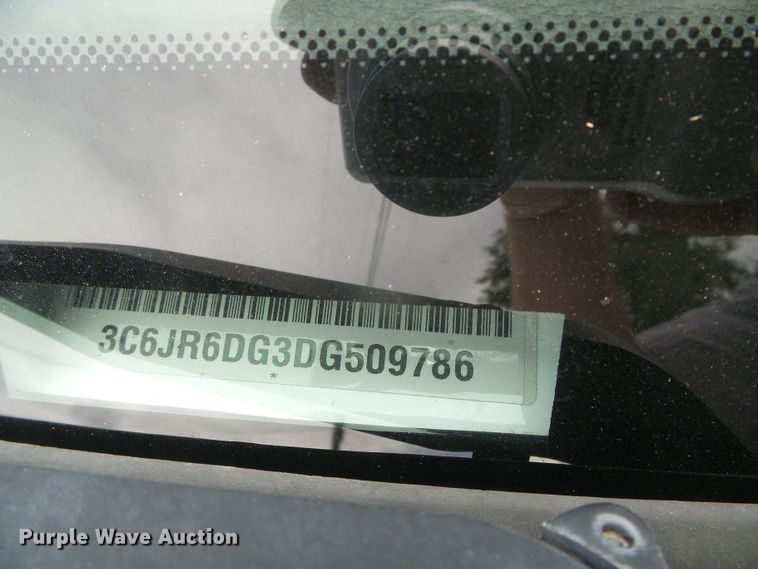 3C6JR6DG3DG509786
*
Purple Wave Auction